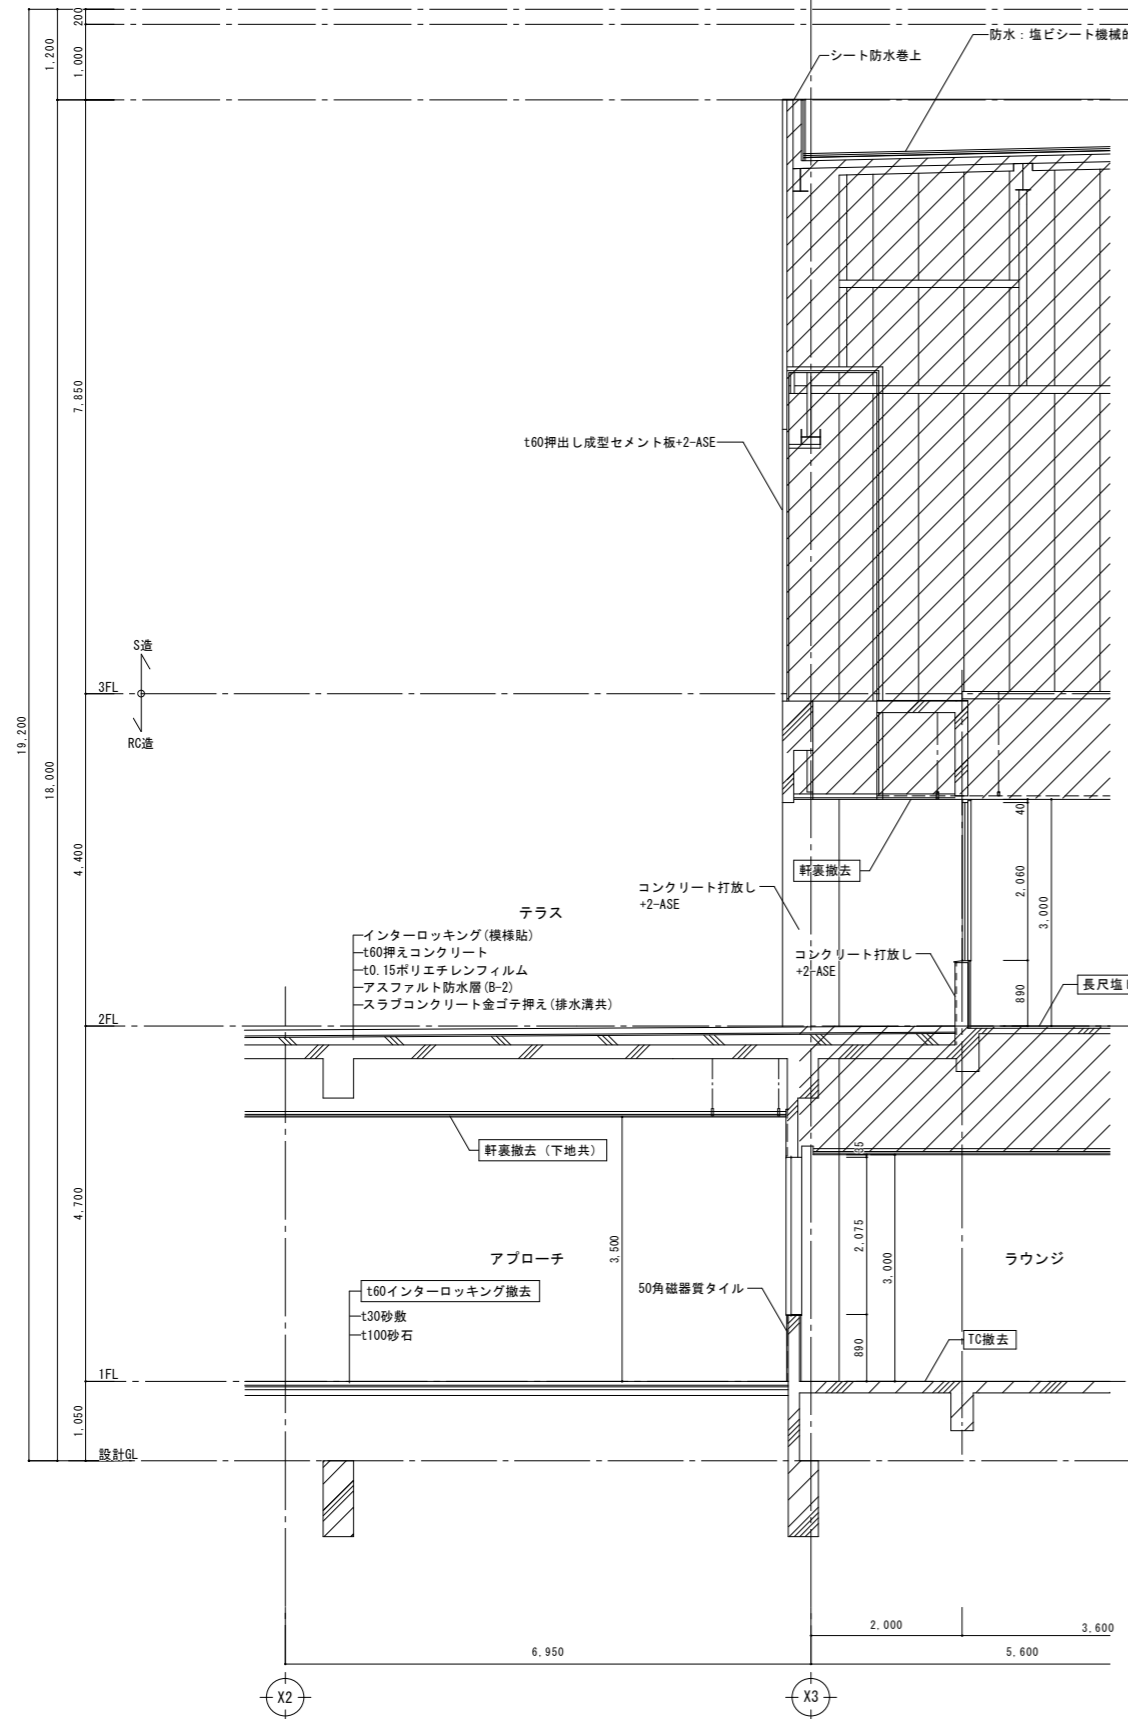 200
1,200
1,000
防水：塩ビシート機械的
シート防水巻上
7,850
t60押出し成型セメント板+2-ASE
S造
3FL
RC造
19,200
18,000
40
軒裏撤去
2,060
3,000
4,400
コンクリート打放し
+2-ASE
テラス
インターロッキング(模様貼)
t60押えコンクリート
t0.15ポリエチレンフィルム
アスファルト防水層(B-2)
スラブコンクリート金ゴテ押え(排水溝共)
コンクリート打放し
+2-ASE
890
長尺塩
2FL
軒裏撤去（下地共）
4,700
35
2,075
3,500
3,000
アプローチ
ラウンジ
t60インターロッキング撤去
t30砂敷
t100砂石
50角磁器質タイル
890
TC撤去
1FL
1,050
設計GL
2,000
3,600
6,950
5,600
X2
X3